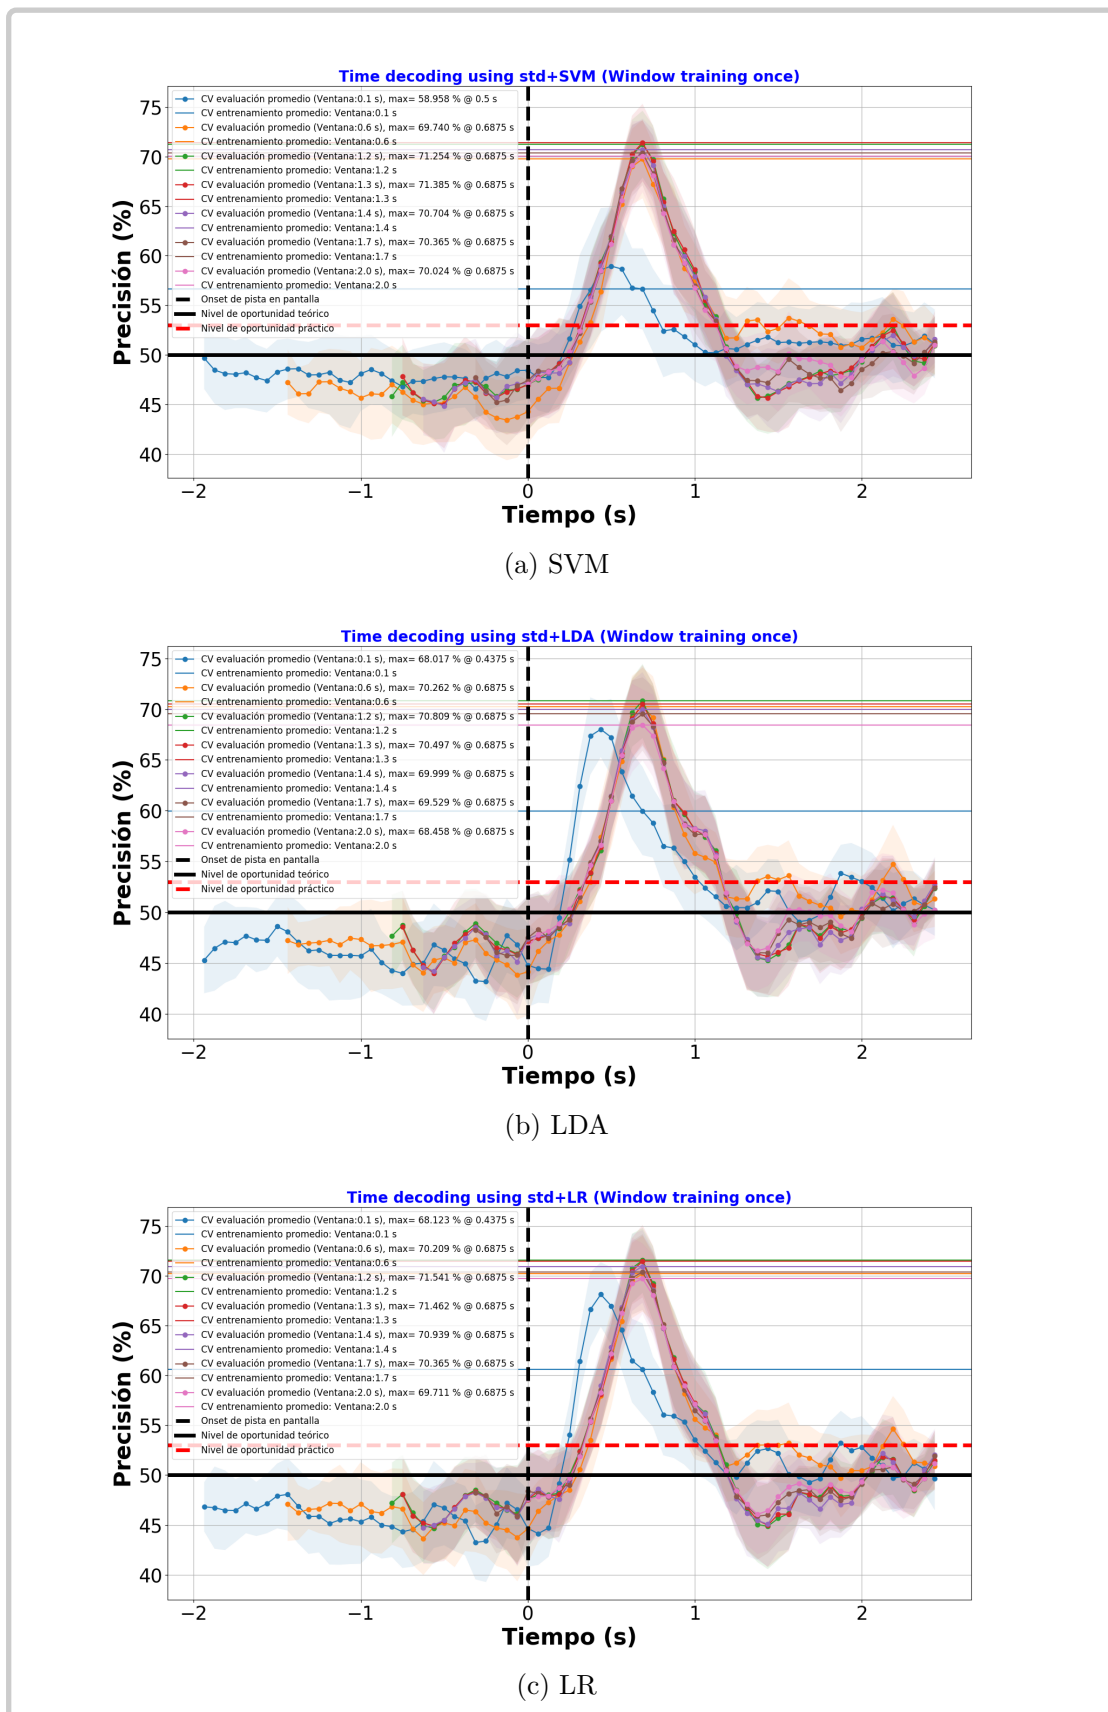 Time decoding using std+SVM (Window training once)
CV evaluación promedio (Ventana:0.1 s), max= 58.958 % @ 0.5 s
CV entrenamiento promedio: Ventana:0.1 s
CV evaluación promedio (Ventana:0.6 s), max= 69.740 % @ 0.6875 s
CV entrenamiento promedio: Ventana:0.6 s
CV evaluación promedio (Ventana:1.2 s), max= 71.254 % @ 0.6875 s
CV entrenamiento promedio: Ventana:1.2 s
CV evaluación promedio (Ventana:1.3 s), max= 71.385 % @ 0.6875 s
CV entrenamiento promedio: Ventana:1.3 s
CV evaluación promedio (Ventana:1.4 s), max= 70.704 % @ 0.6875 s
CV entrenamiento promedio: Ventana:1.4 s
CV evaluación promedio (Ventana:1.7 s), max= 70.365 % @ 0.6875 s
CV entrenamiento promedio: Ventana:1.7 s
CV evaluación promedio (Ventana:2.0 s), max= 70.024 % @ 0.6875 s
CV entrenamiento promedio: Ventana:2.0 s
Onset de pista en pantalla
Nivel de oportunidad teórico
Nivel de oportunidad práctico
Precisión (%)
75
70
65
60
55
50
45
40
−2 −1 0 1 2
Tiempo (s)
(a) SVM
Time decoding using std+LDA (Window training once)
CV evaluación promedio (Ventana:0.1 s), max= 68.017 % @ 0.4375 s
CV entrenamiento promedio: Ventana:0.1 s
CV evaluación promedio (Ventana:0.6 s), max= 70.262 % @ 0.6875 s
CV entrenamiento promedio: Ventana:0.6 s
CV evaluación promedio (Ventana:1.2 s), max= 70.809 % @ 0.6875 s
CV entrenamiento promedio: Ventana:1.2 s
CV evaluación promedio (Ventana:1.3 s), max= 70.497 % @ 0.6875 s
CV entrenamiento promedio: Ventana:1.3 s
CV evaluación promedio (Ventana:1.4 s), max= 69.999 % @ 0.6875 s
CV entrenamiento promedio: Ventana:1.4 s
CV evaluación promedio (Ventana:1.7 s), max= 69.529 % @ 0.6875 s
CV entrenamiento promedio: Ventana:1.7 s
CV evaluación promedio (Ventana:2.0 s), max= 68.458 % @ 0.6875 s
CV entrenamiento promedio: Ventana:2.0 s
Onset de pista en pantalla
Nivel de oportunidad teórico
Nivel de oportunidad práctico
Precisión (%)
75
70
65
60
55
50
45
40
−2 −1 0 1 2
Tiempo (s)
(b) LDA
Time decoding using std+LR (Window training once)
CV evaluación promedio (Ventana:0.1 s), max= 68.123 % @ 0.4375 s
CV entrenamiento promedio: Ventana:0.1 s
CV evaluación promedio (Ventana:0.6 s), max= 70.209 % @ 0.6875 s
CV entrenamiento promedio: Ventana:0.6 s
CV evaluación promedio (Ventana:1.2 s), max= 71.541 % @ 0.6875 s
CV entrenamiento promedio: Ventana:1.2 s
CV evaluación promedio (Ventana:1.3 s), max= 71.462 % @ 0.6875 s
CV entrenamiento promedio: Ventana:1.3 s
CV evaluación promedio (Ventana:1.4 s), max= 70.939 % @ 0.6875 s
CV entrenamiento promedio: Ventana:1.4 s
CV evaluación promedio (Ventana:1.7 s), max= 70.365 % @ 0.6875 s
CV entrenamiento promedio: Ventana:1.7 s
CV evaluación promedio (Ventana:2.0 s), max= 69.711 % @ 0.6875 s
CV entrenamiento promedio: Ventana:2.0 s
Onset de pista en pantalla
Nivel de oportunidad teórico
Nivel de oportunidad práctico
Precisión (%)
75
70
65
60
55
50
45
40
−2 −1 0 1 2
Tiempo (s)
(c) LR